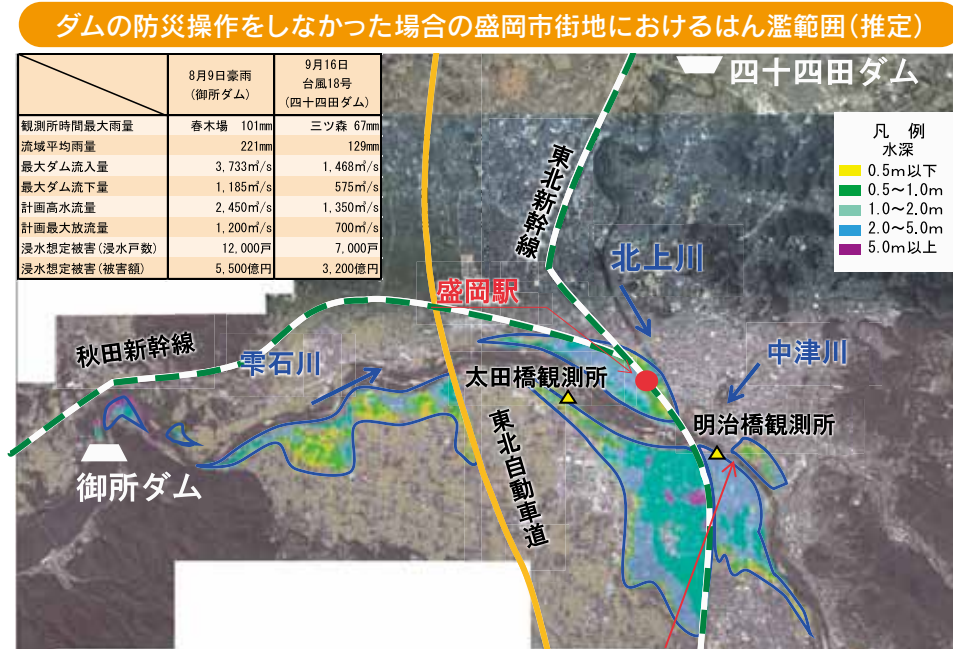 ダムの防災操作をしなかった場合の盛岡市街地におけるはん濫範囲(推定)
8月9日豪雨
(御所ダム)
9月16日
台風18号
(四十四田ダム)
観測所時間最大雨量 春木場 101mm 三ツ森 67mm
流域平均雨量 221mm 129mm
最大ダム流入量 3,733㎥/s 1,468㎥/s
最大ダム流下量 1,185㎥/s 575㎥/s
計画高水流量 2,450㎥/s 1,350㎥/s
計画最大放流量 1,200㎥/s 700㎥/s
浸水想定被害(浸水戸数) 12,000戸 7,000戸
浸水想定被害(被害額) 5,500億円 3,200億円
四十四田ダム
凡 例
水深
0.5m以下
0.5~1.0m
1.0~2.0m
2.0~5.0m
5.0m以上
東北新幹線
北上川
盛岡駅
秋田新幹線
雫石川
中津川
太田橋観測所
明治橋観測所
東北自動車道
御所ダム